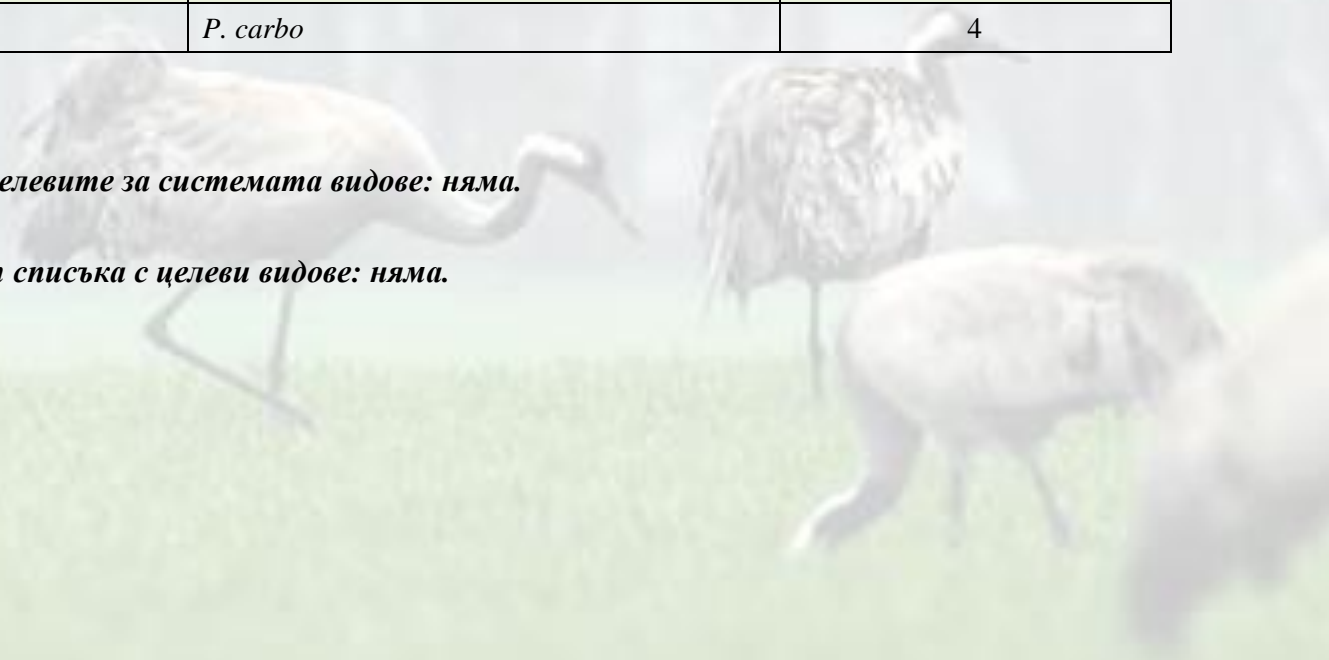 P. carbo 4
елевите за системата видове: няма.
списъка с целеви видове: няма.